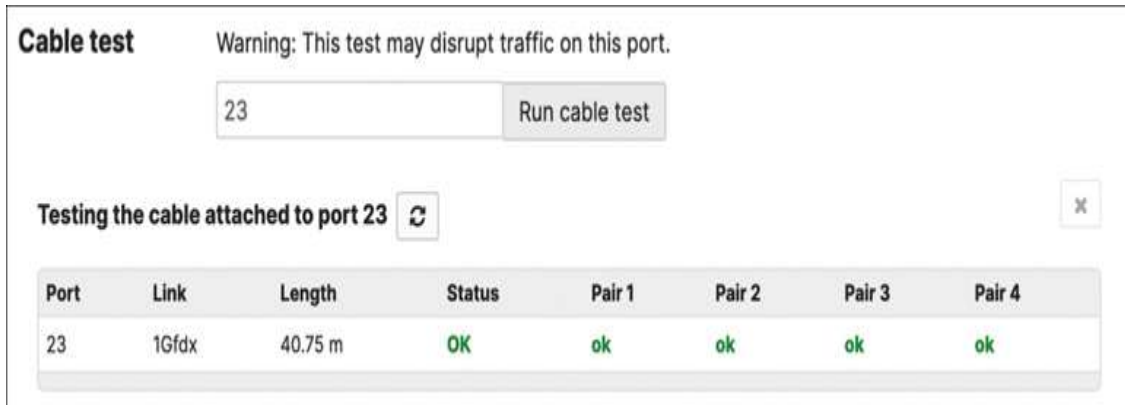 Cable test Warning: This test may disrupt traffic on this port.
23 Run cable test
Testing the cable attached to port 23
Port Link Length Status Pair 1 Pair 2 Pair 3 Pair 4
23 1Gfdx 40.75 m OK ok ok ok ok